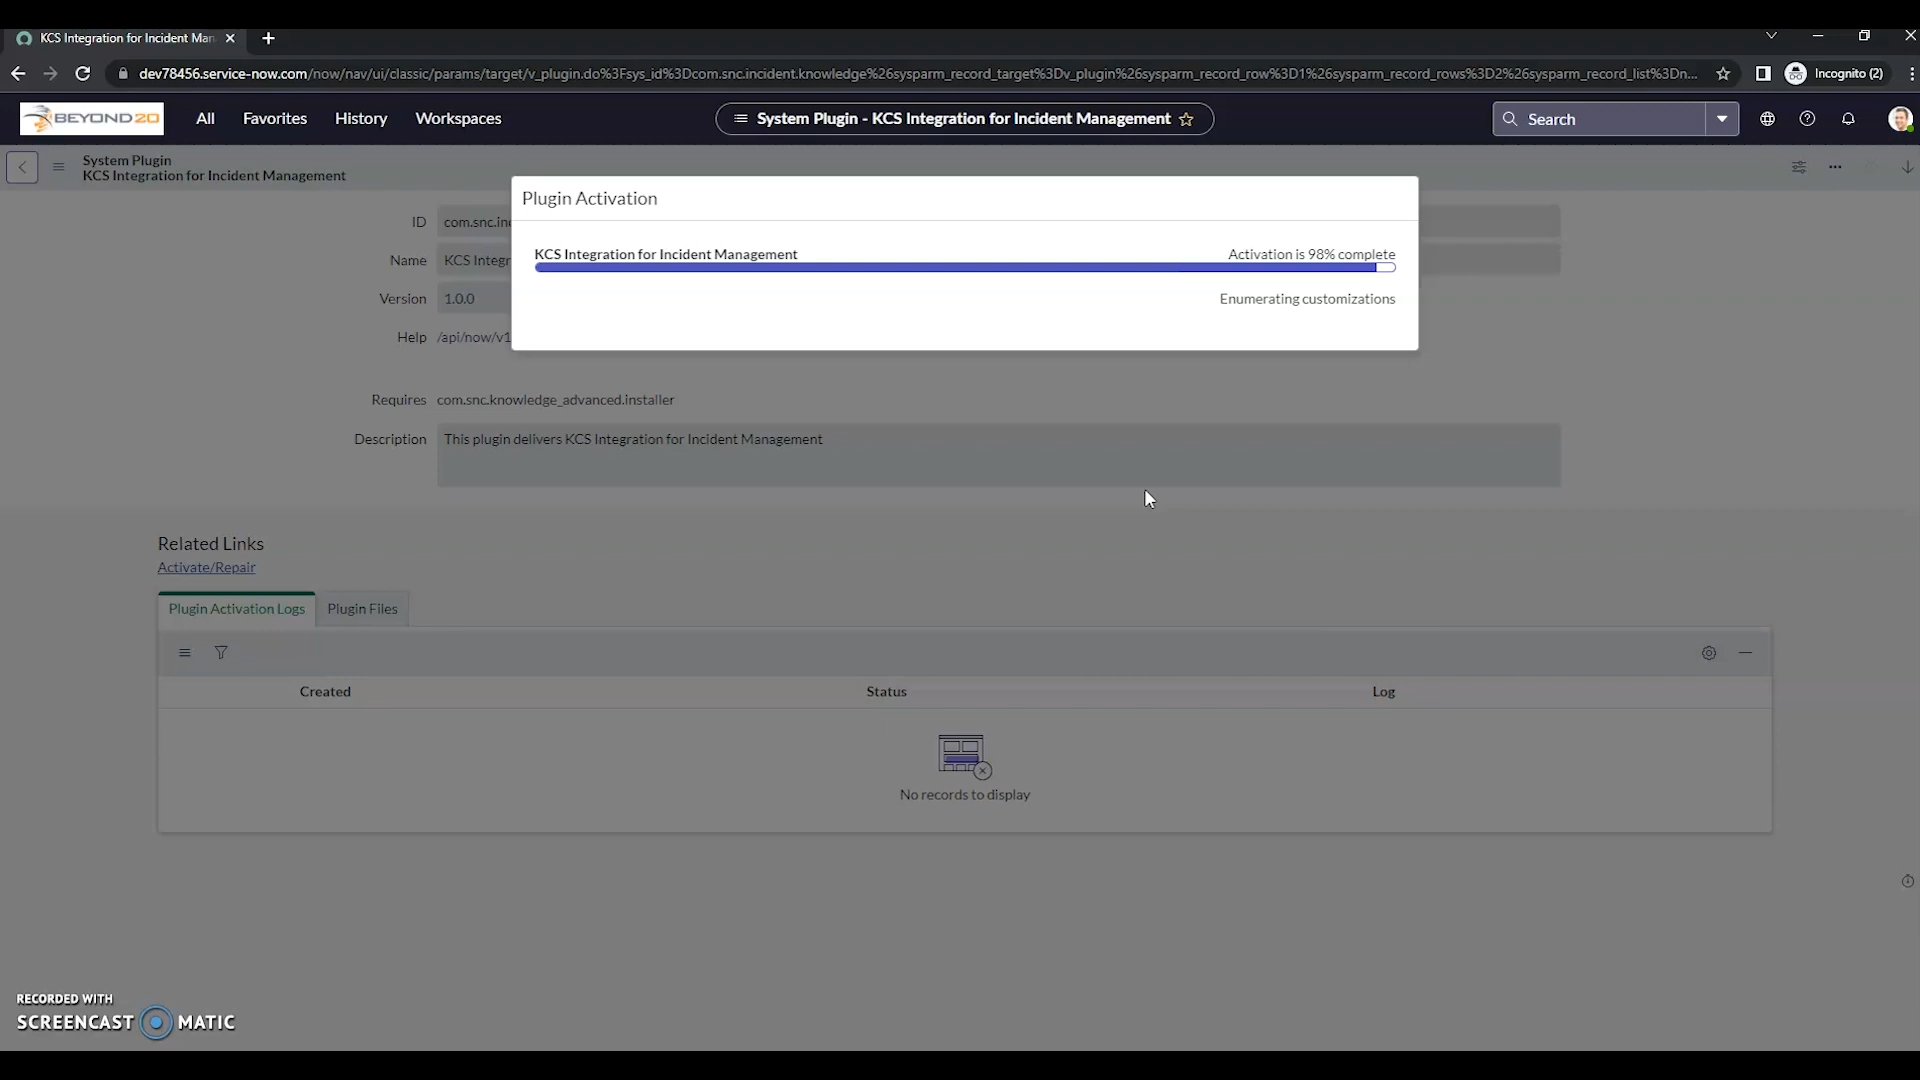 KCS Integration for Incident Man
dev78456.service-now.com/now/nav/ui/classic/params/target/v_plugin.do%3Fsys_id%3Dcom.snc.incident.knowledge%26sysparm_record_target%3Dv_plugin%26sysparm_record_row%3D1%26sysparm_record_rows%3D2%26sysparm_record_list%3Dn...
Incognito (2)
BEYOND20
All
Favorites
History
Workspaces
System Plugin - KCS Integration for Incident Management
Search
System Plugin
KCS Integration for Incident Management
Plugin Activation
ID
com.snc.inc
KCS Integration for Incident Management
Activation is 98% complete
Name
KCS Integr
Version
1.0.0
Enumerating customizations
Help
/api/now/v1
Requires
com.snc.knowledge_advanced.installer
Description
This plugin delivers KCS Integration for Incident Management
Related Links
Activate/Repair
Plugin Activation Logs
Plugin Files
Created
Status
Log
No records to display
RECORDED WITH
SCREENCAST MATIC